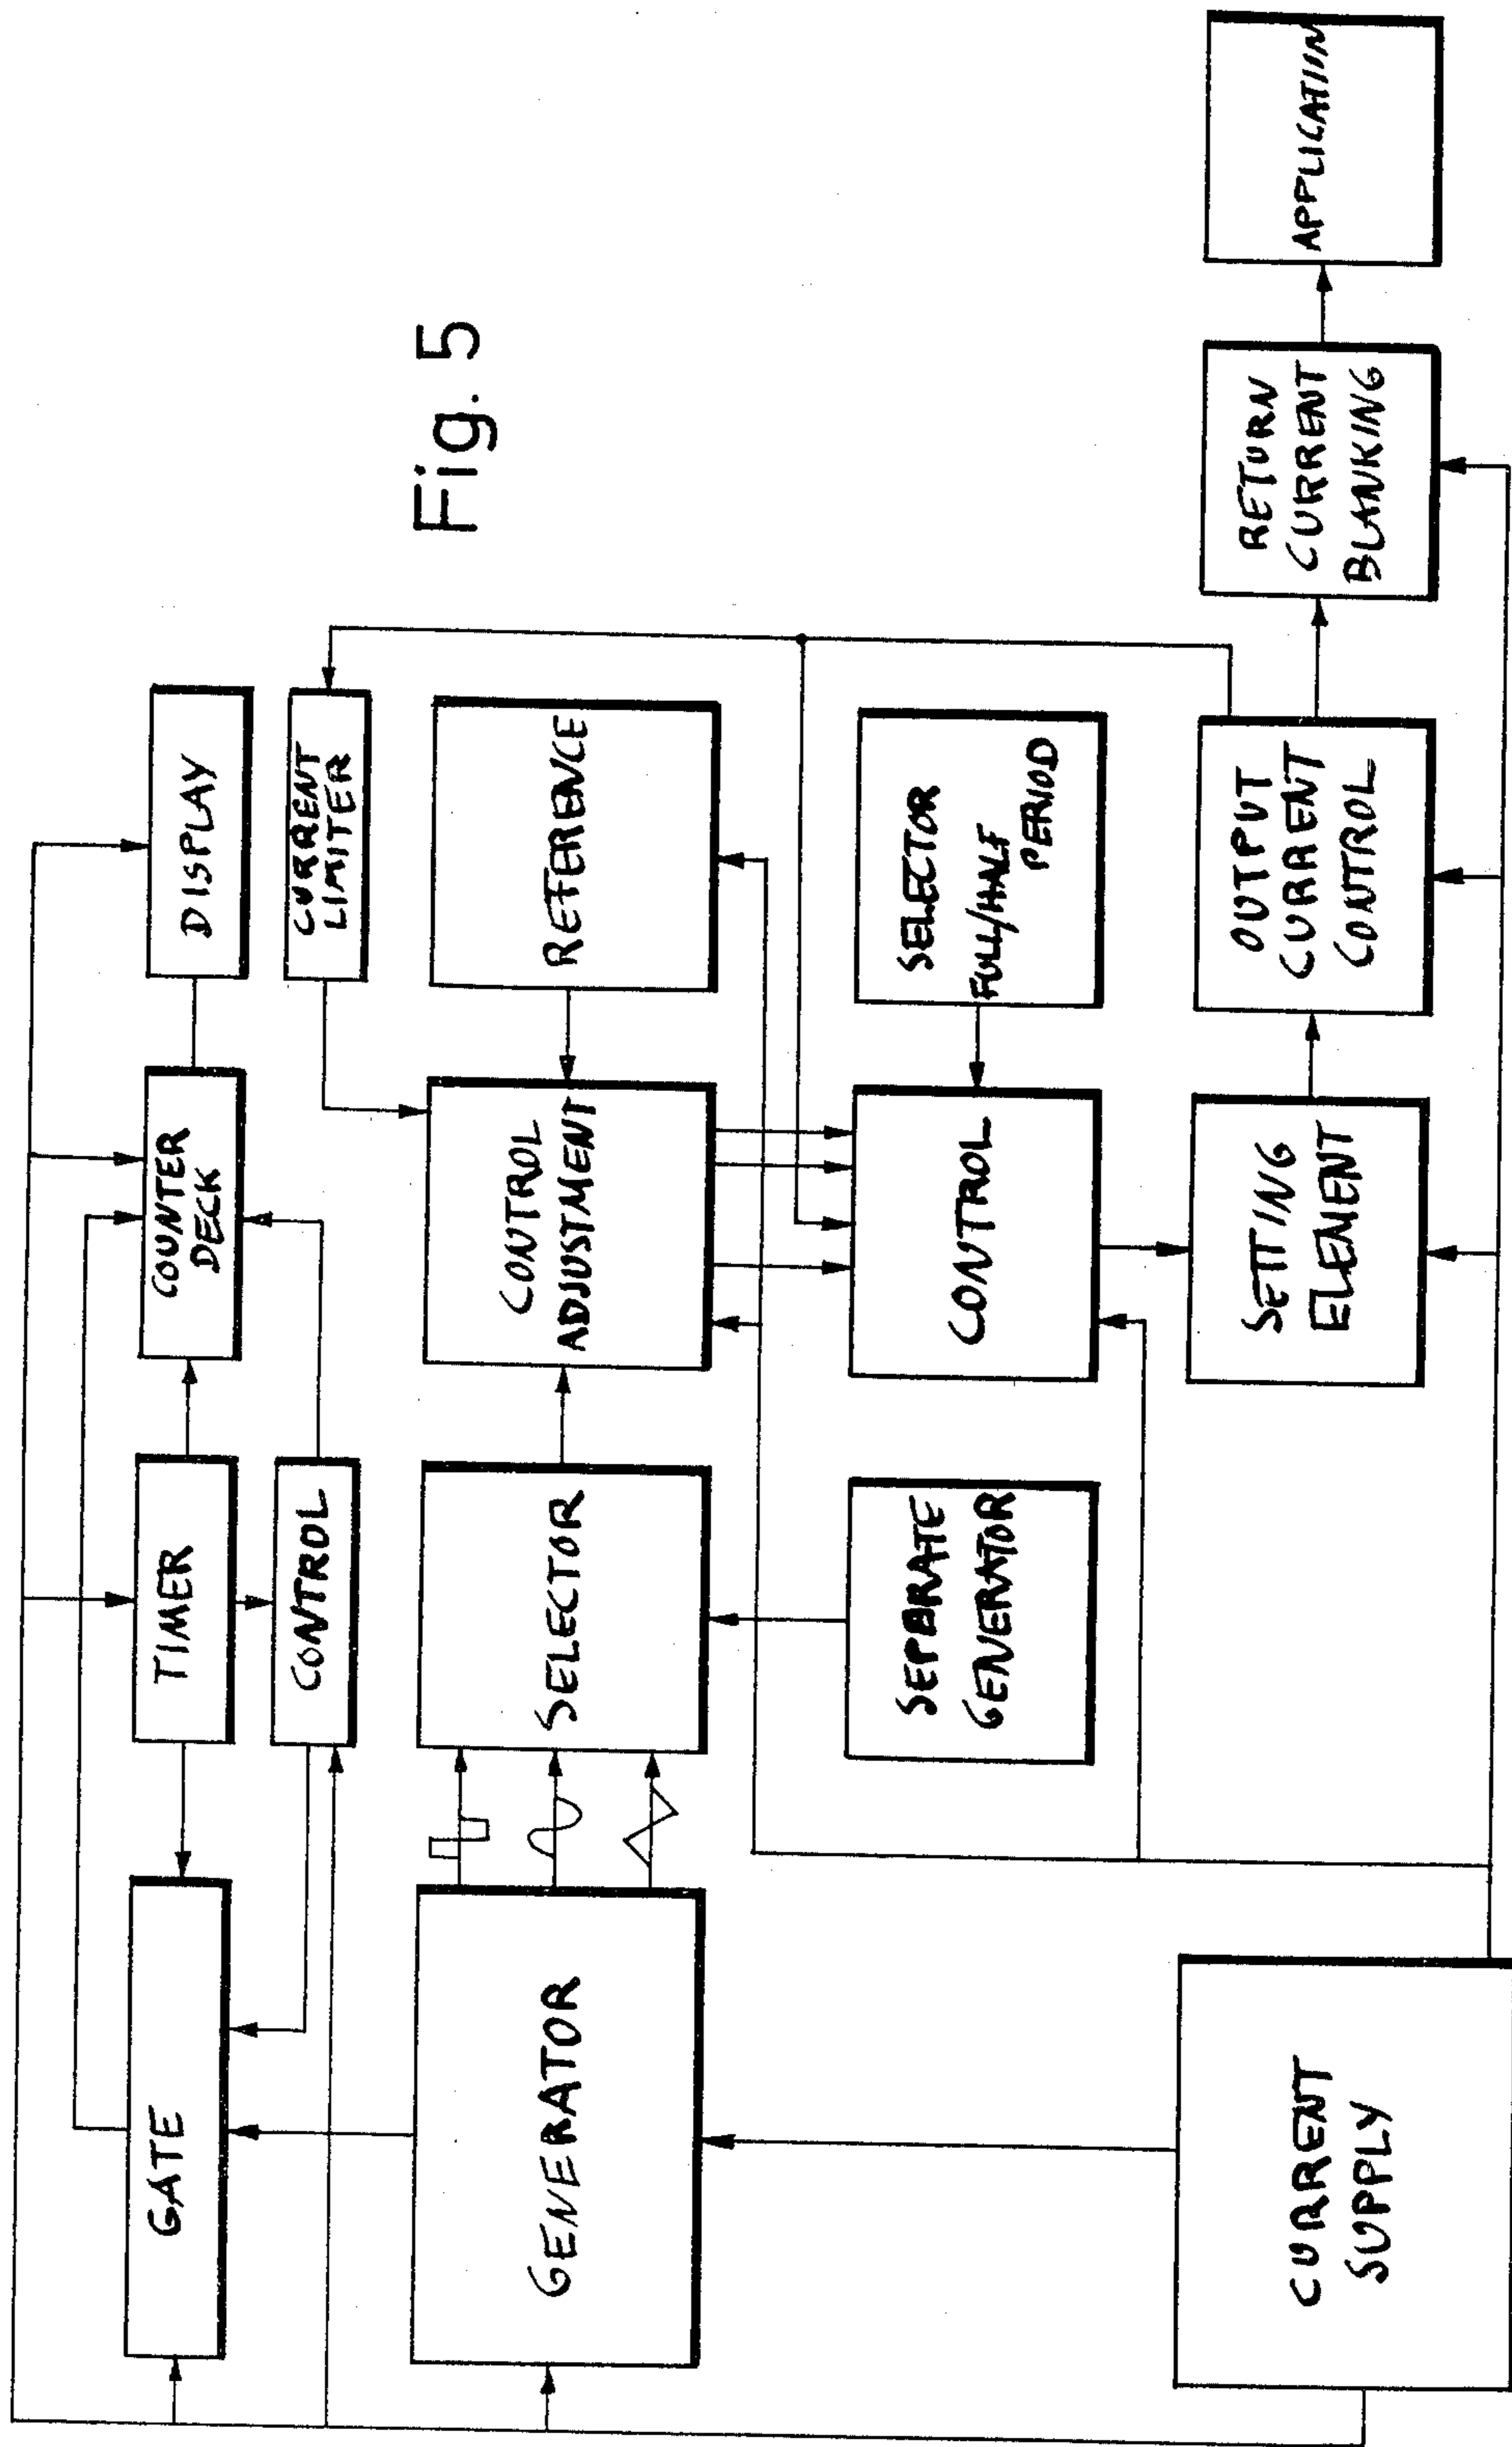 GATE
TIMER
COUNTER
DECK
DISPLAY
CONTROL
CURRENT
LIMITER
GENERATOR
SELECTOR
CONTROL
ADJUSTMENT
REFERENCE
Fig. 5
SEPARATE
GENERATOR
CONTROL
SELECTOR
FULL/HALF
PERIOD
CURRENT
SUPPLY
SETTING
ELEMENT
OUTPUT
CURRENT
CONTROL
RETURN
CURRENT
BLANKING
APPLICATION